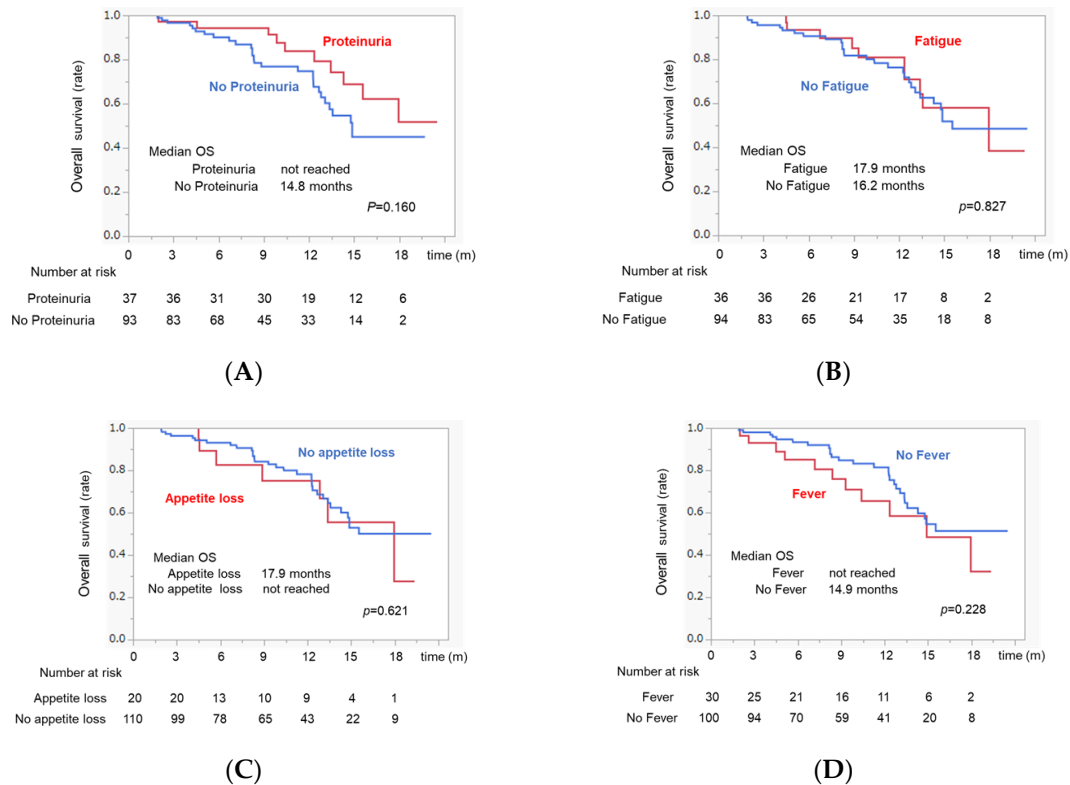 1.0
0.8
0.6
0.4
0.2
0.0
Overall survival (rate)
Proteinuria
No Proteinuria
Median OS
Proteinuria not reached
No Proteinuria 14.8 months
P=0.160
0 3 6 9 12 15 18 time (m)
Number at risk
Proteinuria 37 36 31 30 19 12 6
No Proteinuria 93 83 68 45 33 14 2
(A)
1.0
0.8
0.6
0.4
0.2
0.0
Overall survival (rate)
Fatigue
No Fatigue
Median OS
Fatigue 17.9 months
No Fatigue 16.2 months
p=0.827
0 3 6 9 12 15 18 time (m)
Number at risk
Fatigue 36 36 26 21 17 8 2
No Fatigue 94 83 65 54 35 18 8
(B)
1.0
0.8
0.6
0.4
0.2
0.0
Overall survival (rate)
No appetite loss
Appetite loss
Median OS
Appetite loss 17.9 months
No appetite loss not reached
p=0.621
0 3 6 9 12 15 18 time (m)
Number at risk
Appetite loss 20 20 13 10 9 4 1
No appetite loss 110 99 78 65 43 22 9
(C)
1.0
0.8
0.6
0.4
0.2
0.0
Overall survival (rate)
No Fever
Fever
Median OS
Fever not reached
No Fever 14.9 months
p=0.228
0 3 6 9 12 15 18 time (m)
Number at risk
Fever 30 25 21 16 11 6 2
No Fever 100 94 70 59 41 20 8
(D)